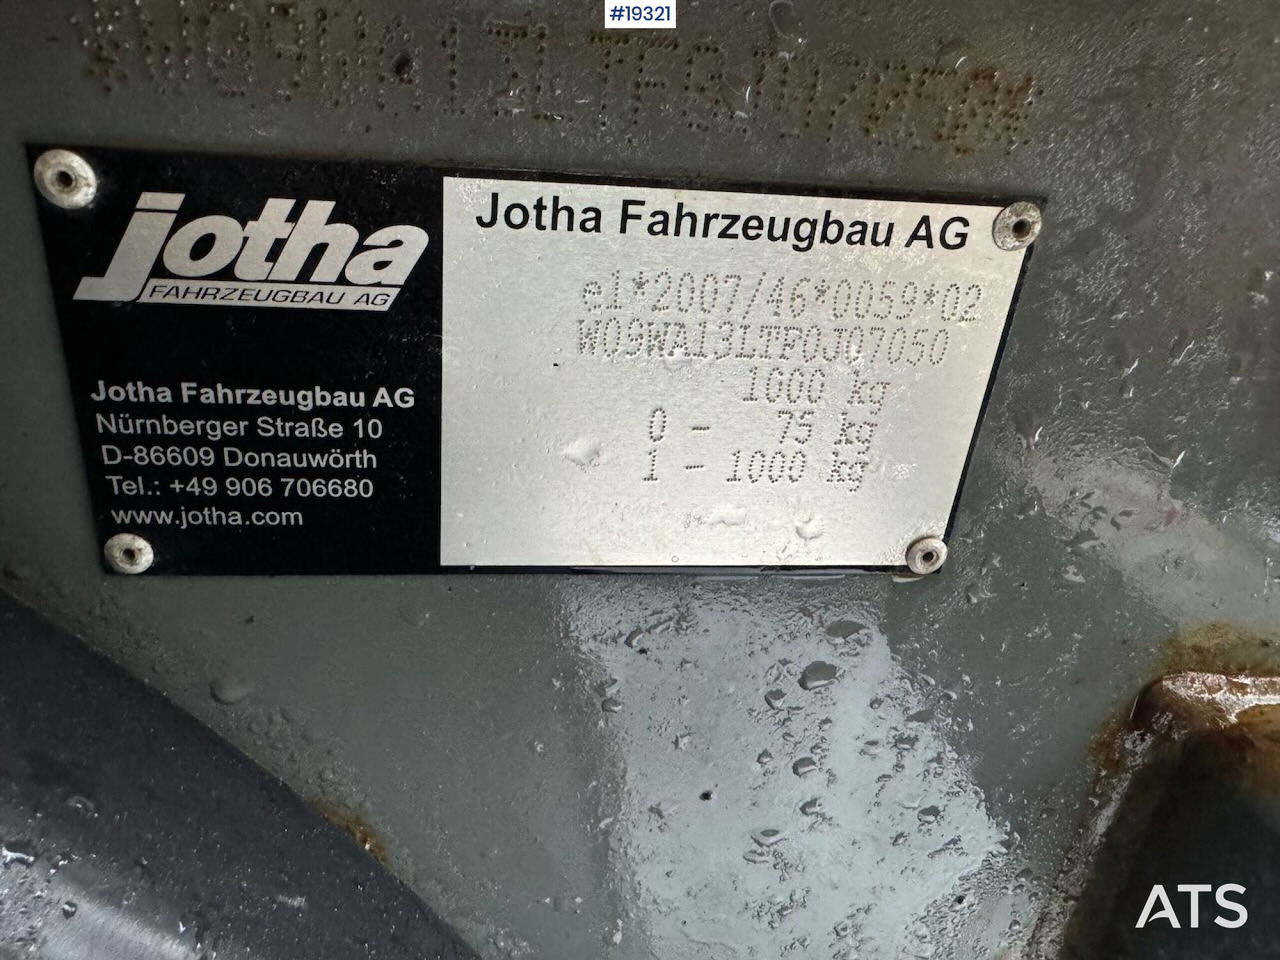 #19321
jotha
FAHRZEUGBAU AG
Jotha Fahrzeugbau AG
Nürnberger Straße 10
D-86609 Donauwörth
Tel.: +49 906 706680
www.jotha.com
Jotha Fahrzeugbau AG
e1*2007/46*0059*02
W09WA13LTF0J07050
1000 kg
0 - 75 kg
1 - 1000 kg
ATS